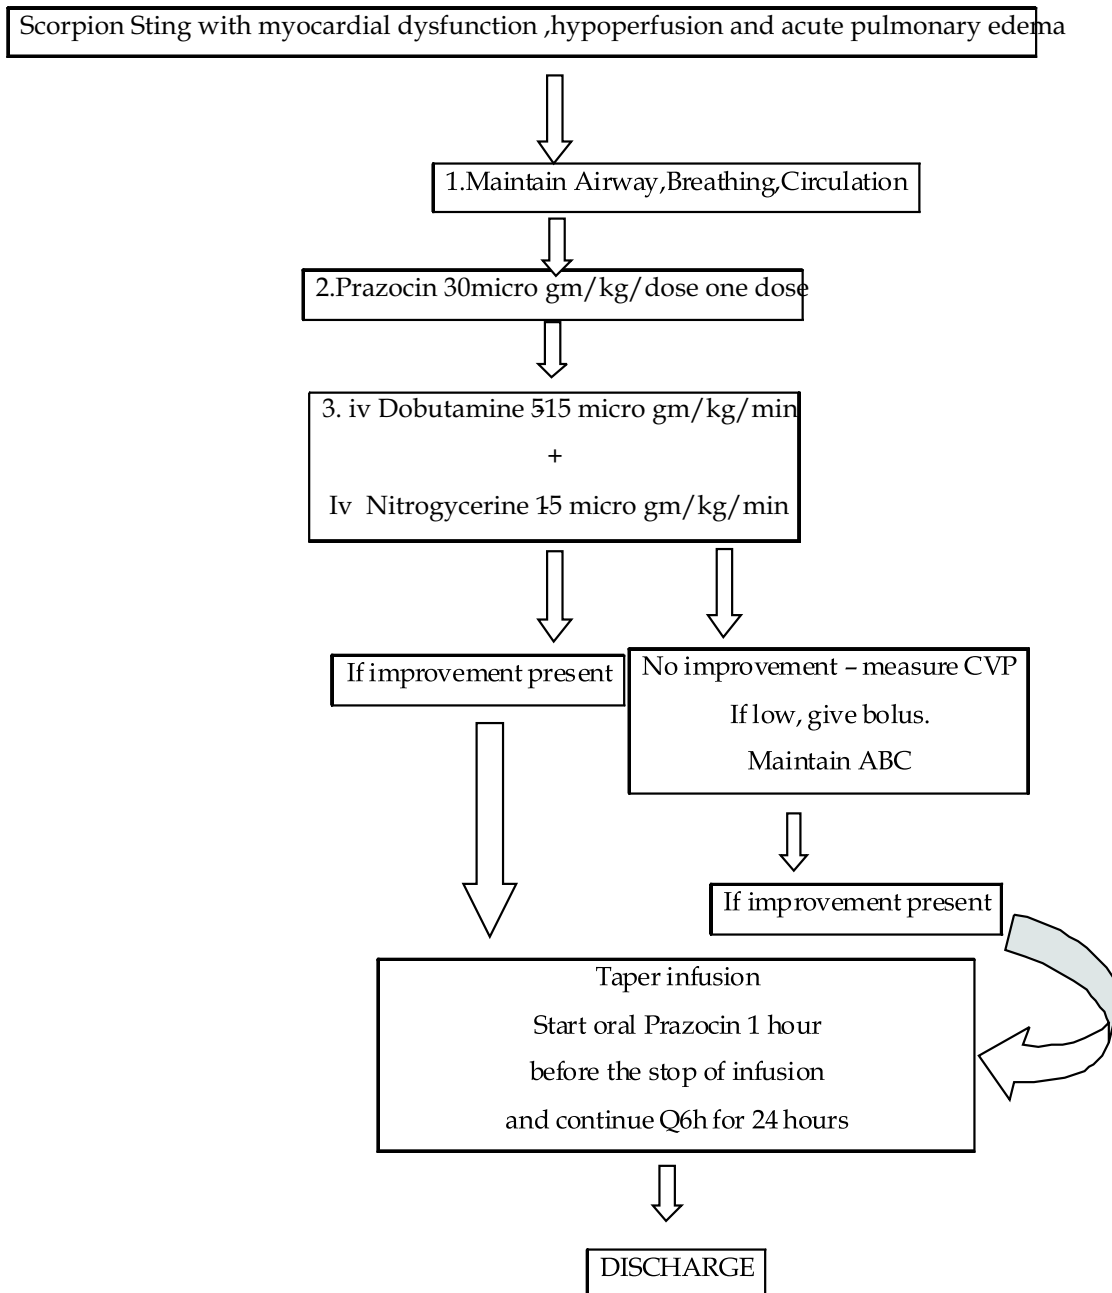 Scorpion Sting with myocardial dysfunction ,hypoperfusion and acute pulmonary edema
1.Maintain Airway,Breathing,Circulation
2.Prazocin 30micro gm/kg/dose one dose
3. iv Dobutamine 5-15 micro gm/kg/min
+
Iv Nitrogycerine 1-5 micro gm/kg/min
If improvement present
No improvement – measure CVP
If low, give bolus.
Maintain ABC
If improvement present
Taper infusion
Start oral Prazocin 1 hour
before the stop of infusion
and continue Q6h for 24 hours
DISCHARGE